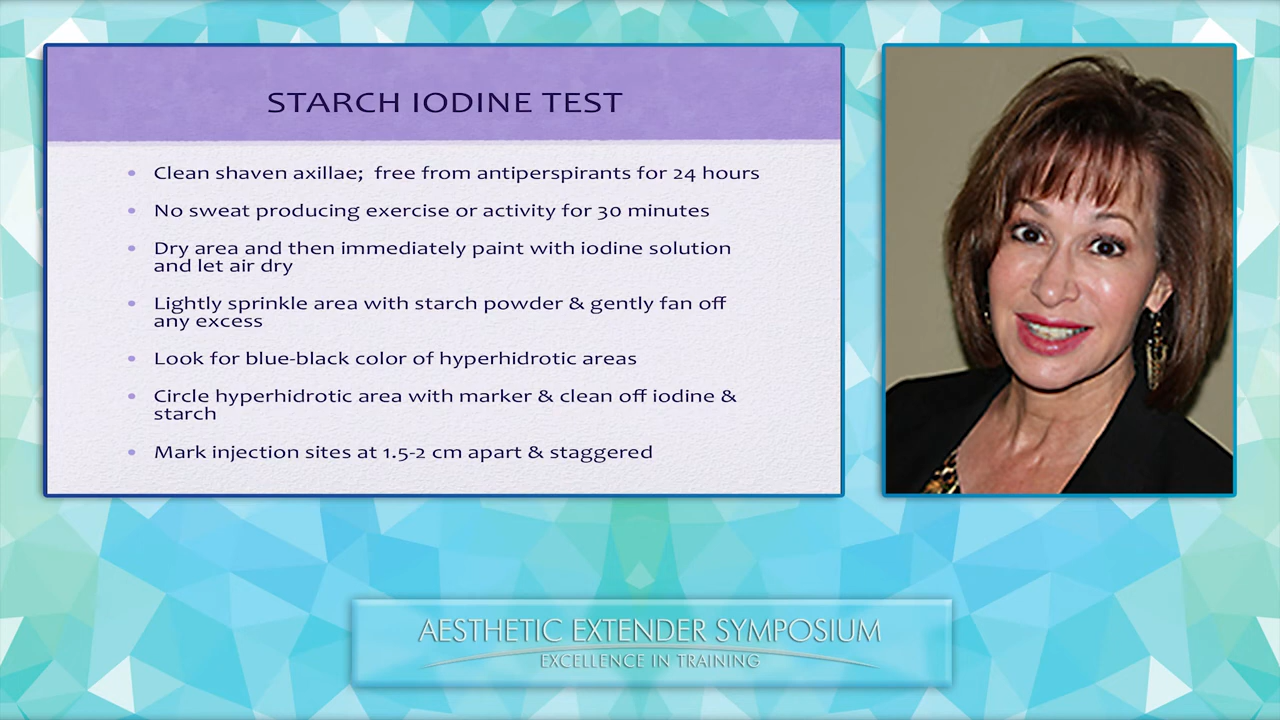 STARCH IODINE TEST
• Clean shaven axillae;  free from antiperspirants for 24 hours
• No sweat producing exercise or activity for 30 minutes
• Dry area and then immediately paint with iodine solution
and let air dry
• Lightly sprinkle area with starch powder & gently fan off
any excess
• Look for blue-black color of hyperhidrotic areas
• Circle hyperhidrotic area with marker & clean off iodine &
starch
• Mark injection sites at 1.5-2 cm apart & staggered
AESTHETIC EXTENDER SYMPOSIUM
EXCELLENCE IN TRAINING